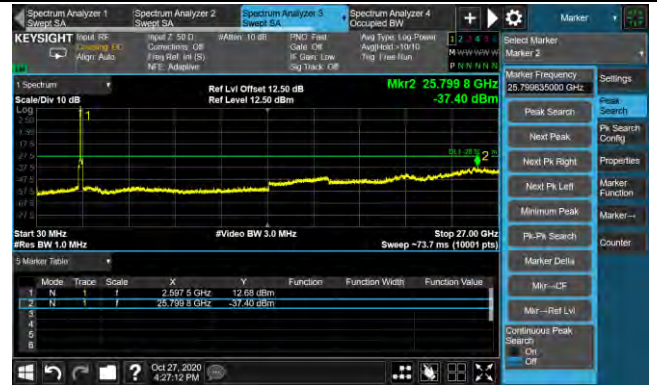 Spectrum Analyzer 1
Swept SA
Spectrum Analyzer 2
Swept SA
Spectrum Analyzer 3
Swept SA
Spectrum Analyzer 4
Occupied BW
Marker
KEYSIGHT
Input: RF
Coupling: DC
Align: Auto
Input Z: 50 Ω
Corrections: Off
Freq Ref: Int (S)
NFE: Adaptive
#Atten: 10 dB
PNO: Fast
Gate: Off
IF Gain: Low
Sig Track: Off
Avg Type: Log-Power
Avg|Hold: >10/10
Trig: Free Run
1 2 3 4 5 6
M W W W W W
P N N N N N
Select Marker
Marker 2
1 Spectrum
Scale/Div 10 dB
Ref Lvl Offset 12.50 dB
Ref Level 12.50 dBm
Mkr2 25.799 8 GHz
-37.40 dBm
Marker Frequency
25.799835000 GHz
Settings
Peak Search
Peak Search
Next Peak
Pk Search Config
Next Pk Right
Properties
Next Pk Left
Marker Function
Minimum Peak
Marker→
Pk-Pk Search
Counter
Marker Delta
Mkr→CF
Mkr→Ref Lvl
Continuous Peak Search
On
Off
Log
2.50
1
2
Start 30 MHz
#Res BW 1.0 MHz
#Video BW 3.0 MHz
Stop 27.00 GHz
Sweep ~73.7 ms (10001 pts)
5 Marker Table
Mode Trace Scale X Y Function Function Width Function Value
1 N 1 f 2.597 5 GHz 12.68 dBm
2 N 1 f 25.799 8 GHz -37.40 dBm
3
4
5
6
?
Oct 27, 2020
4:27:12 PM